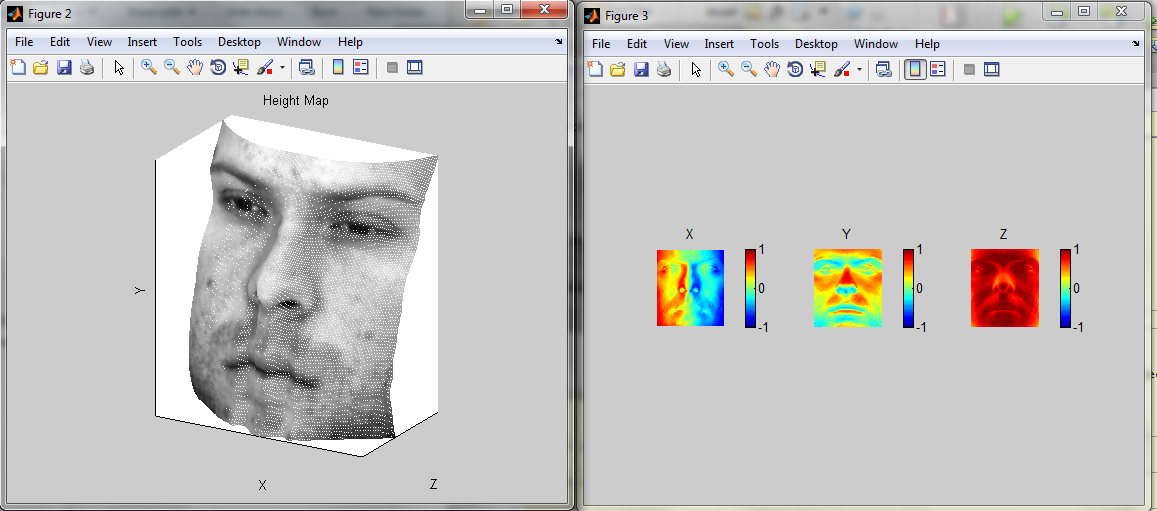 Figure 2
File Edit View Insert Tools Desktop Window Help
Height Map
Y
X
Z
Figure 3
File Edit View Insert Tools Desktop Window Help
X
1
0
-1
Y
1
0
-1
Z
1
0
-1